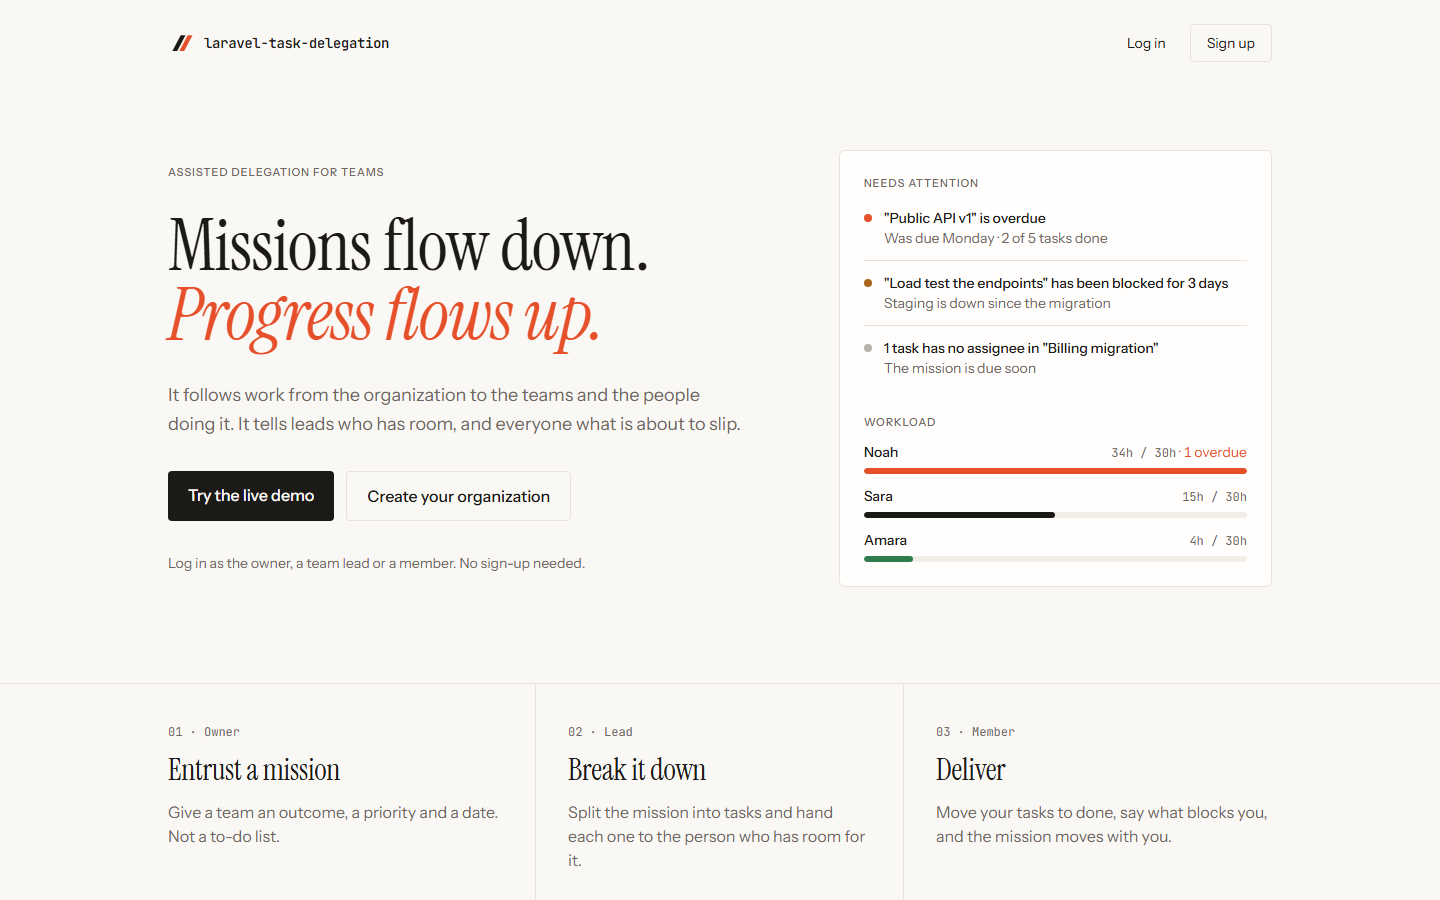 laravel-task-delegation
Log in
Sign up
ASSISTED DELEGATION FOR TEAMS
Missions flow down.
Progress flows up.
It follows work from the organization to the teams and the people
doing it. It tells leads who has room, and everyone what is about to slip.
Try the live demo
Create your organization
Log in as the owner, a team lead or a member. No sign-up needed.
NEEDS ATTENTION
"Public API v1" is overdue
Was due Monday · 2 of 5 tasks done
"Load test the endpoints" has been blocked for 3 days
Staging is down since the migration
1 task has no assignee in "Billing migration"
The mission is due soon
WORKLOAD
Noah 34h / 30h · 1 overdue
Sara 15h / 30h
Amara 4h / 30h
01 · Owner
Entrust a mission
Give a team an outcome, a priority and a date.
Not a to-do list.
02 · Lead
Break it down
Split the mission into tasks and hand
each one to the person who has room for
it.
03 · Member
Deliver
Move your tasks to done, say what blocks you,
and the mission moves with you.